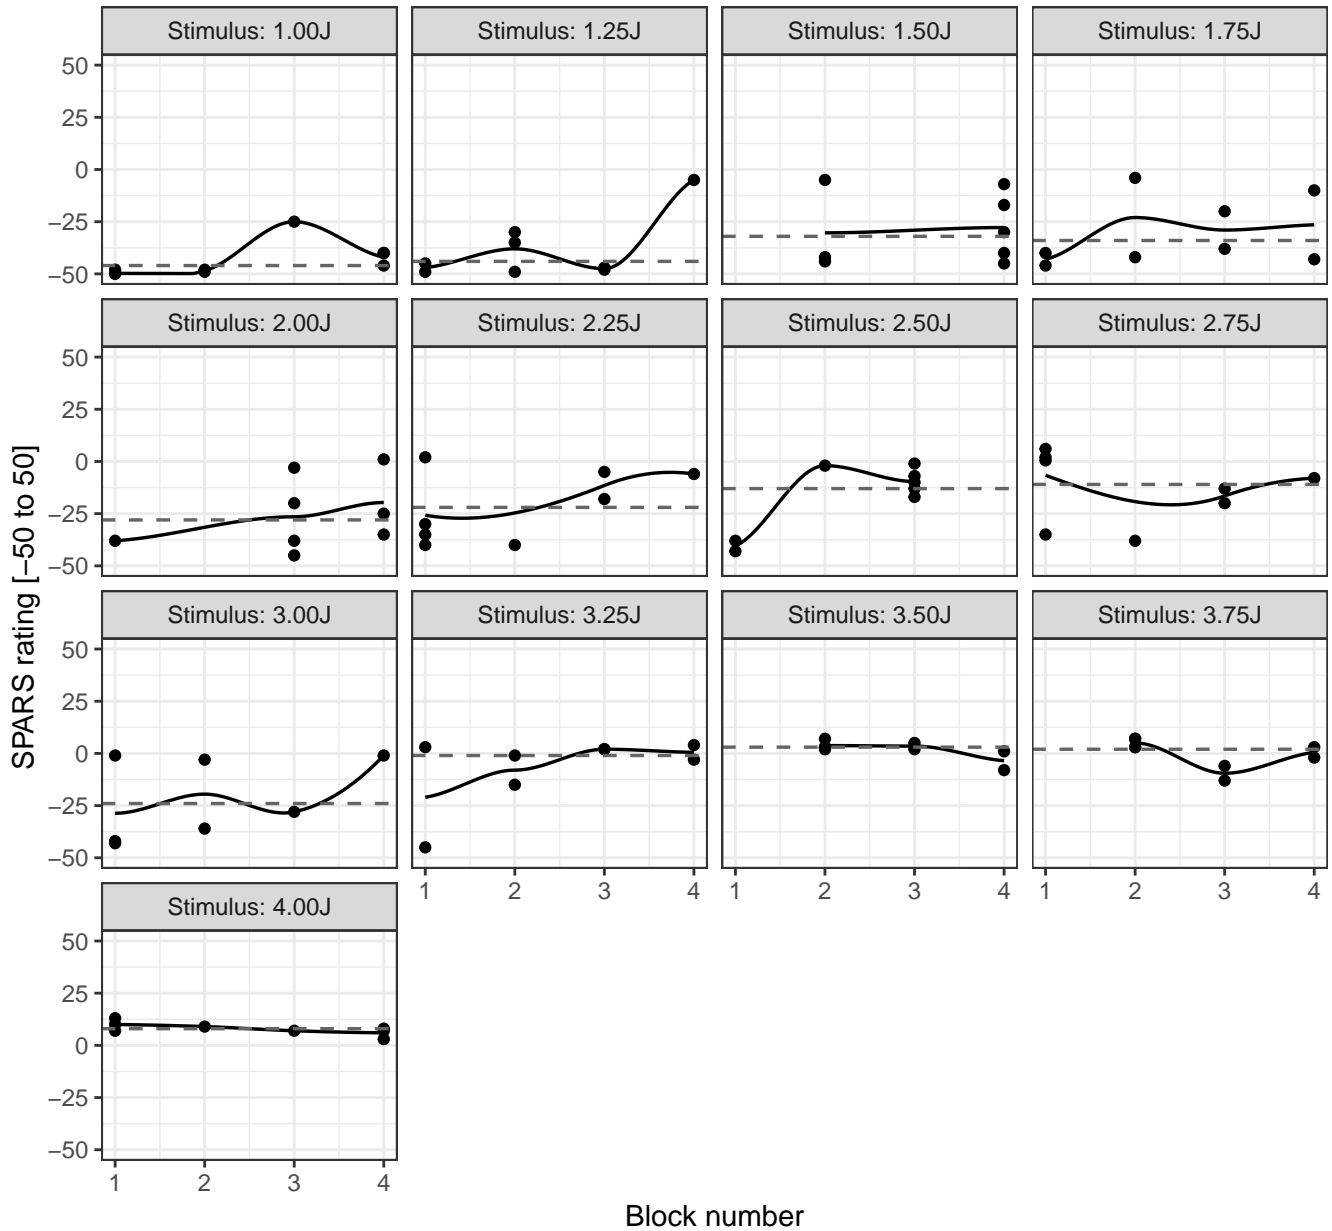 Stimulus: 1.00J
Stimulus: 1.25J
Stimulus: 1.50J
Stimulus: 1.75J
50
25
0
−25
−50
Stimulus: 2.00J
Stimulus: 2.25J
Stimulus: 2.50J
Stimulus: 2.75J
50
25
0
−25
−50
Stimulus: 3.00J
Stimulus: 3.25J
Stimulus: 3.50J
Stimulus: 3.75J
50
25
0
−25
−50
1 2 3 4
1 2 3 4
1 2 3 4
Stimulus: 4.00J
50
25
0
−25
−50
1 2 3 4
SPARS rating [−50 to 50]
Block number